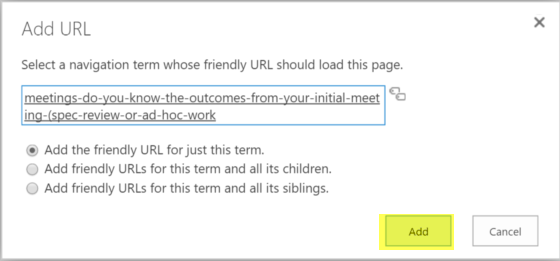 Add URL
Select a navigation term whose friendly URL should load this page.
meetings-do-you-know-the-outcomes-from-your-initial-meet
ing-(spec-review-or-ad-hoc-work
Add the friendly URL for just this term.
Add friendly URLs for this term and all its children.
Add friendly URLs for this term and all its siblings.
Add
Cancel